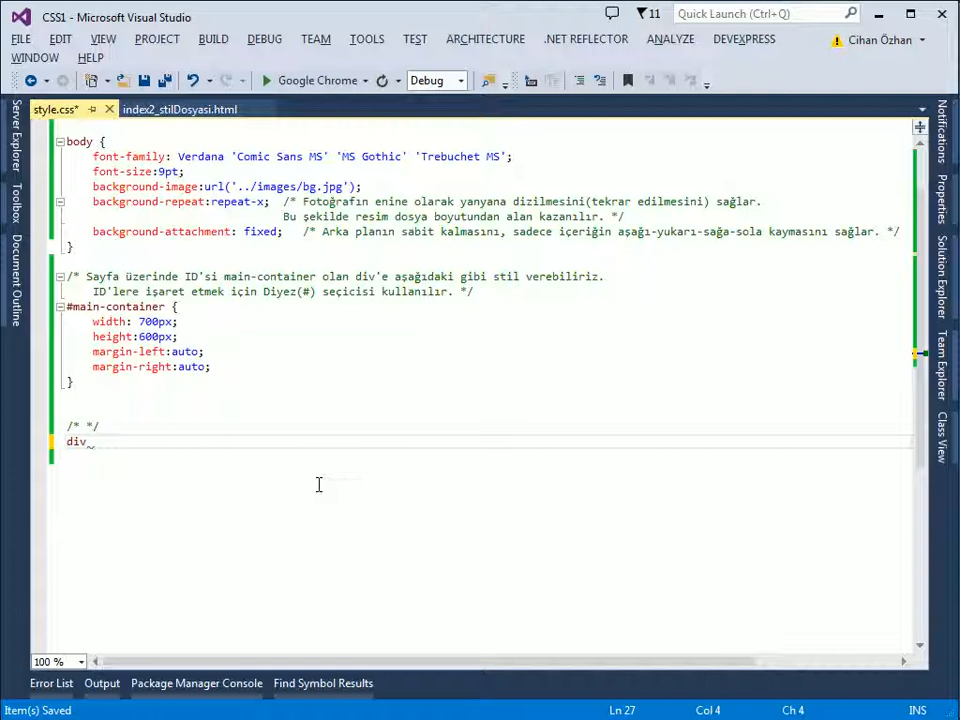 CSS1 - Microsoft Visual Studio
11
Quick Launch (Ctrl+Q)
FILE EDIT VIEW PROJECT BUILD DEBUG TEAM TOOLS TEST ARCHITECTURE .NET REFLECTOR ANALYZE DEVEXPRESS
Cihan Özhan
WINDOW HELP
Google Chrome
Debug
style.css*
index2_stilDosyasi.html
body {
font-family: Verdana 'Comic Sans MS' 'MS Gothic' 'Trebuchet MS';
font-size:9pt;
background-image:url('../images/bg.jpg');
background-repeat:repeat-x; /* Fotoğrafın enine olarak yanyana dizilmesini(tekrar edilmesini) sağlar.
Bu şekilde resim dosya boyutundan alan kazanılır. */
background-attachment: fixed; /* Arka planın sabit kalmasını, sadece içeriğin aşağı-yukarı-sağa-sola kaymasını sağlar. */
}
/* Sayfa üzerinde ID'si main-container olan div'e aşağıdaki gibi stil verebiliriz.
ID'lere işaret etmek için Diyez(#) seçicisi kullanılır. */
#main-container {
width: 700px;
height:600px;
margin-left:auto;
margin-right:auto;
}
/* */
div
Server Explorer
Toolbox
Document Outline
Notifications
Properties
Solution Explorer
Team Explorer
Class View
100 %
Error List Output Package Manager Console Find Symbol Results
Item(s) Saved
Ln 27
Col 4
Ch 4
INS